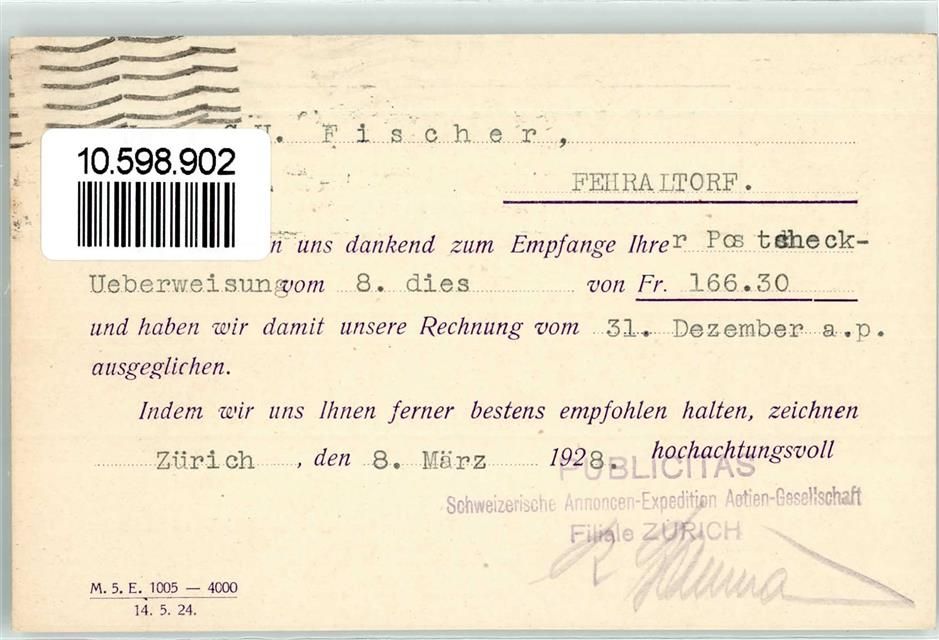 F i s c h e r ,
10.598.902
FEHRALTORF.
uns dankend zum Empfange Ihrer Postcheck-
Ueberweisung vom 8. dies von Fr. 166.30
und haben wir damit unsere Rechnung vom 31. Dezember a.p.
ausgeglichen.
Indem wir uns Ihnen ferner bestens empfohlen halten, zeichnen
Zürich , den 8. März 1928. hochachtungsvoll
PUBLICITAS
Schweizerische Annoncen-Expedition Actien-Gesellschaft
Filiale ZÜRICH
M. 5. E. 1005 — 4000
14. 5. 24.